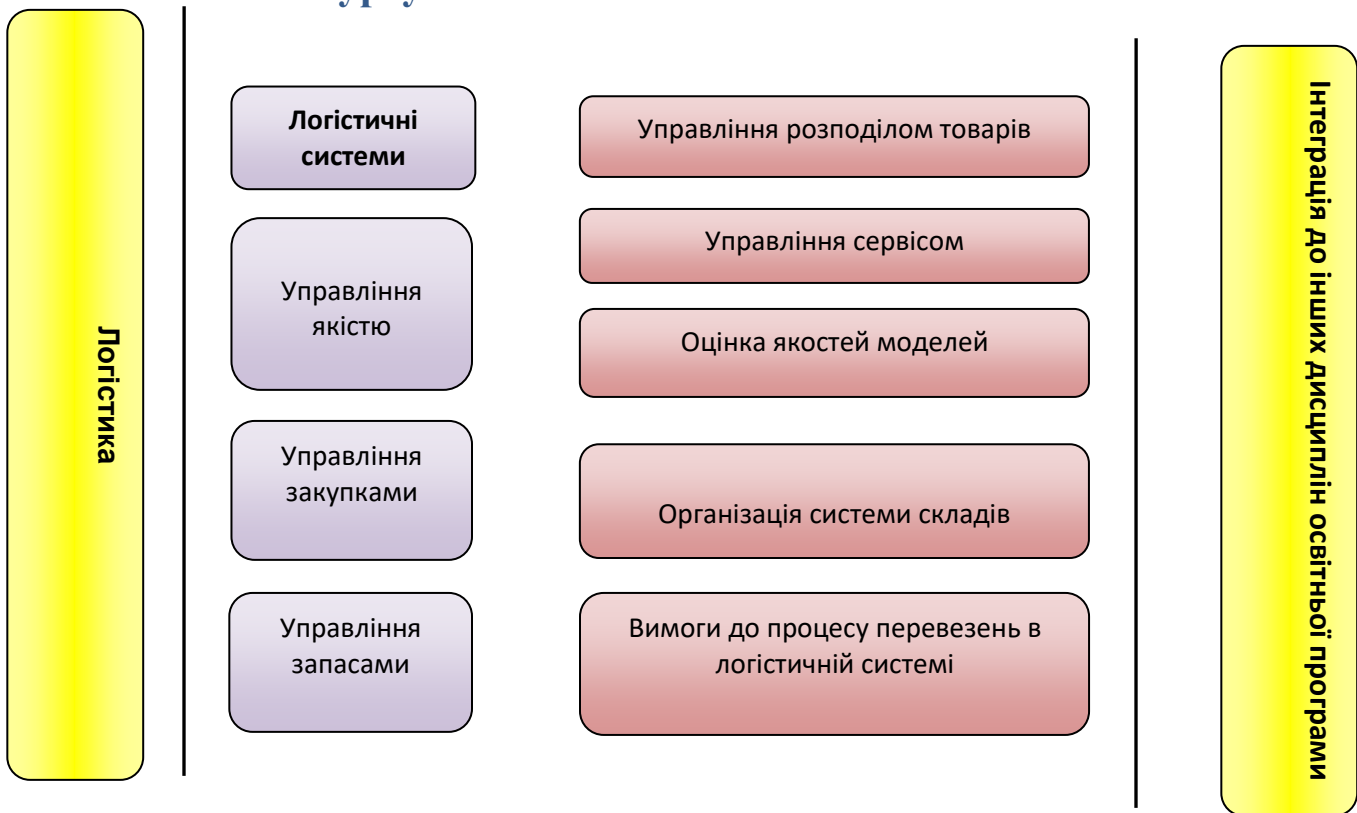 Логістика
Логістичні
системи
Управління
якістю
Управління
закупками
Управління
запасами
Управління розподілом товарів
Управління сервісом
Оцінка якостей моделей
Організація системи складів
Вимоги до процесу перевезень в
логістичній системі
Інтеграція до інших дисциплін освітньої програми